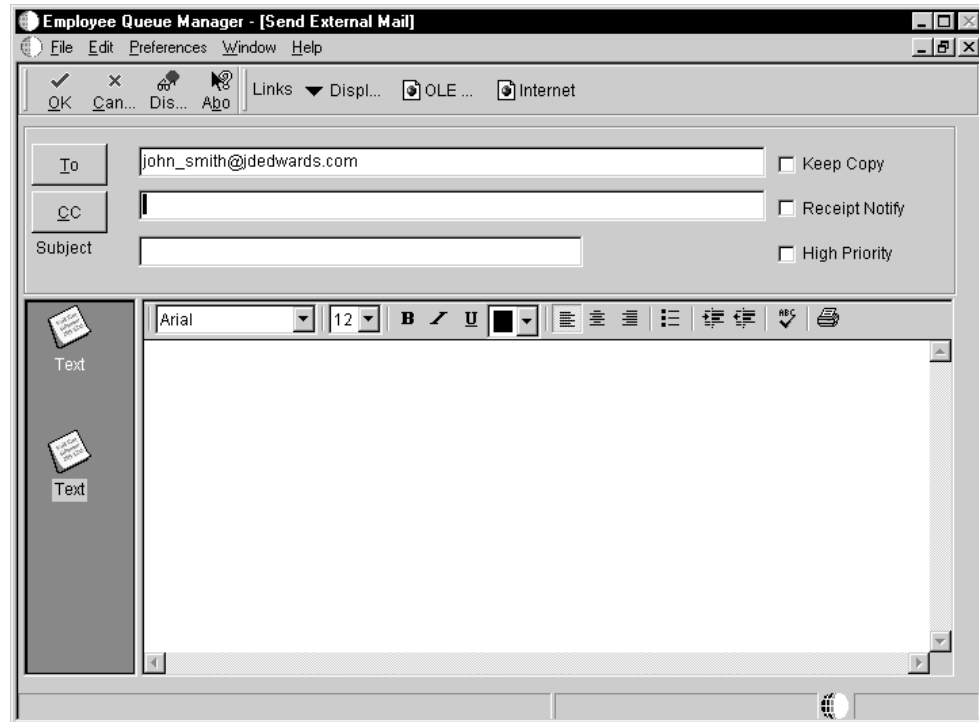 Employee Queue Manager - [Send External Mail]
File Edit Preferences Window Help
OK Can... Dis... Abo Links Displ... OLE ... Internet
To john_smith@jdedwards.com Keep Copy
CC Receipt Notify
Subject High Priority
Arial 12 B I U ABC
Text
Text